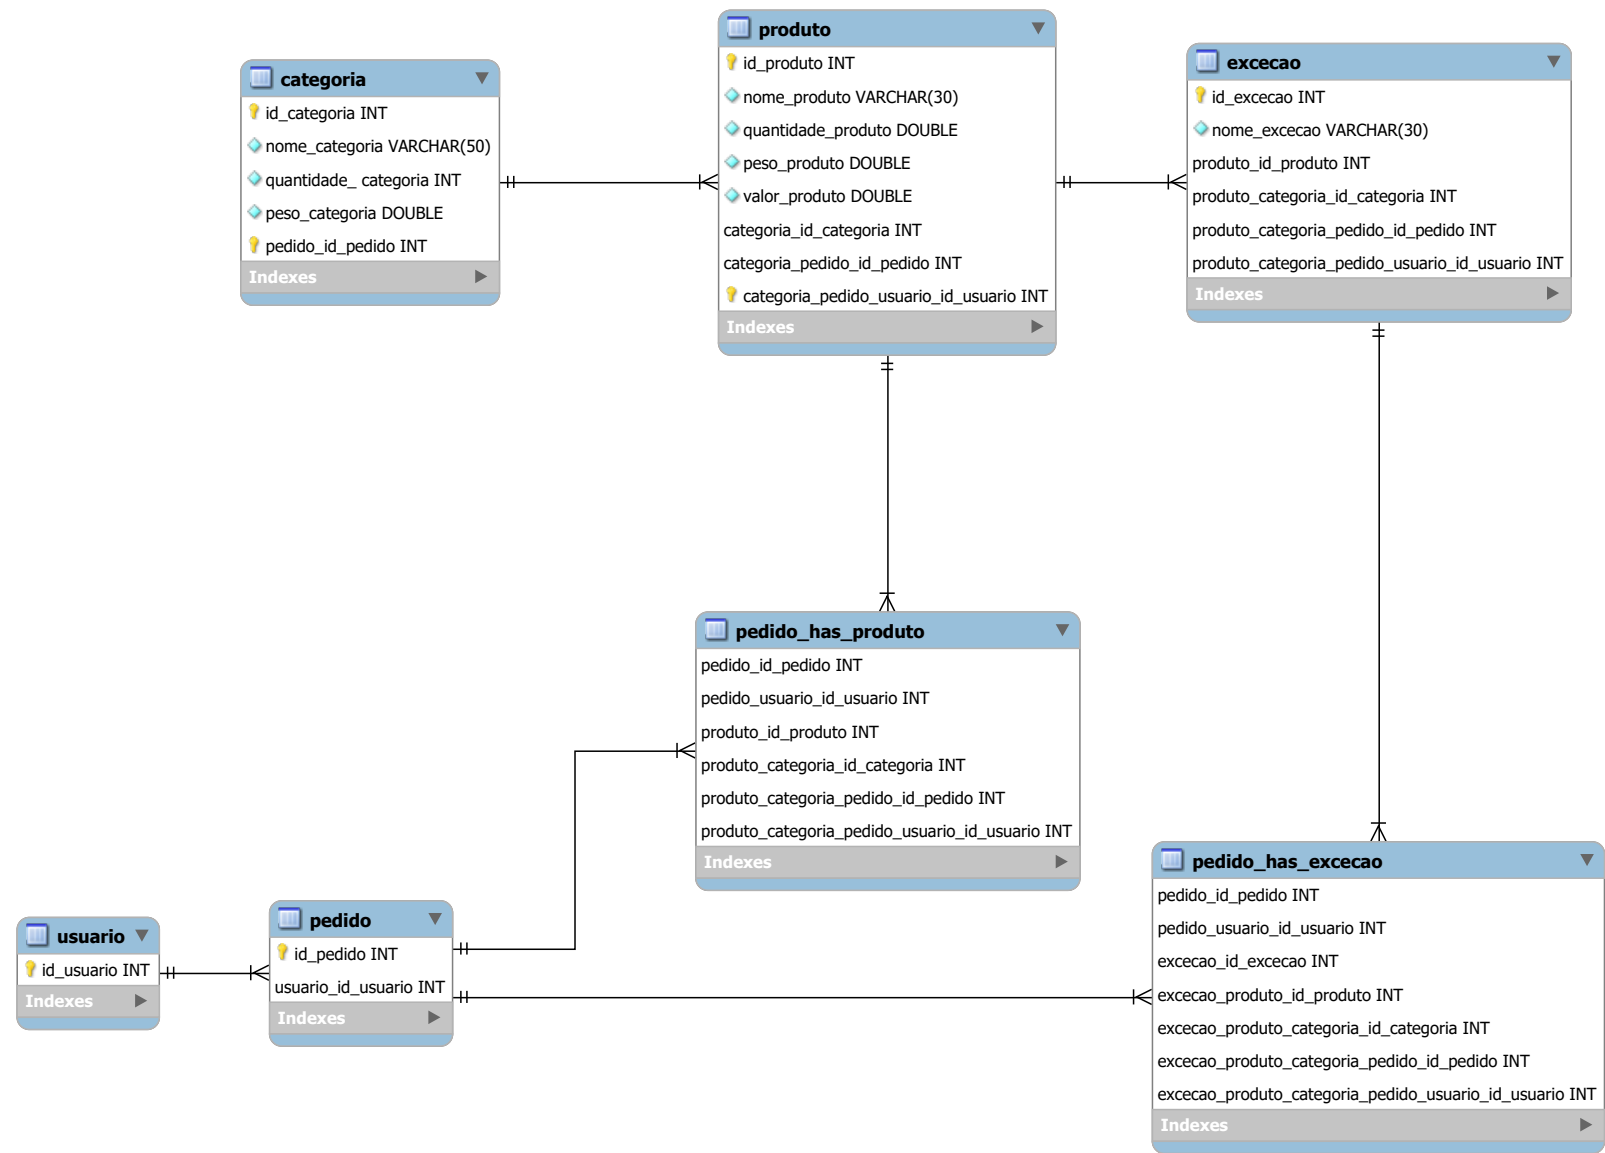 categoria
id_categoria INT
nome_categoria VARCHAR(50)
quantidade_ categoria INT
peso_categoria DOUBLE
pedido_id_pedido INT
Indexes
produto
id_produto INT
nome_produto VARCHAR(30)
quantidade_produto DOUBLE
peso_produto DOUBLE
valor_produto DOUBLE
categoria_id_categoria INT
categoria_pedido_id_pedido INT
categoria_pedido_usuario_id_usuario INT
Indexes
excecao
id_excecao INT
nome_excecao VARCHAR(30)
produto_id_produto INT
produto_categoria_id_categoria INT
produto_categoria_pedido_id_pedido INT
produto_categoria_pedido_usuario_id_usuario INT
Indexes
pedido_has_produto
pedido_id_pedido INT
pedido_usuario_id_usuario INT
produto_id_produto INT
produto_categoria_id_categoria INT
produto_categoria_pedido_id_pedido INT
produto_categoria_pedido_usuario_id_usuario INT
Indexes
usuario
id_usuario INT
Indexes
pedido
id_pedido INT
usuario_id_usuario INT
Indexes
pedido_has_excecao
pedido_id_pedido INT
pedido_usuario_id_usuario INT
excecao_id_excecao INT
excecao_produto_id_produto INT
excecao_produto_categoria_id_categoria INT
excecao_produto_categoria_pedido_id_pedido INT
excecao_produto_categoria_pedido_usuario_id_usuario INT
Indexes